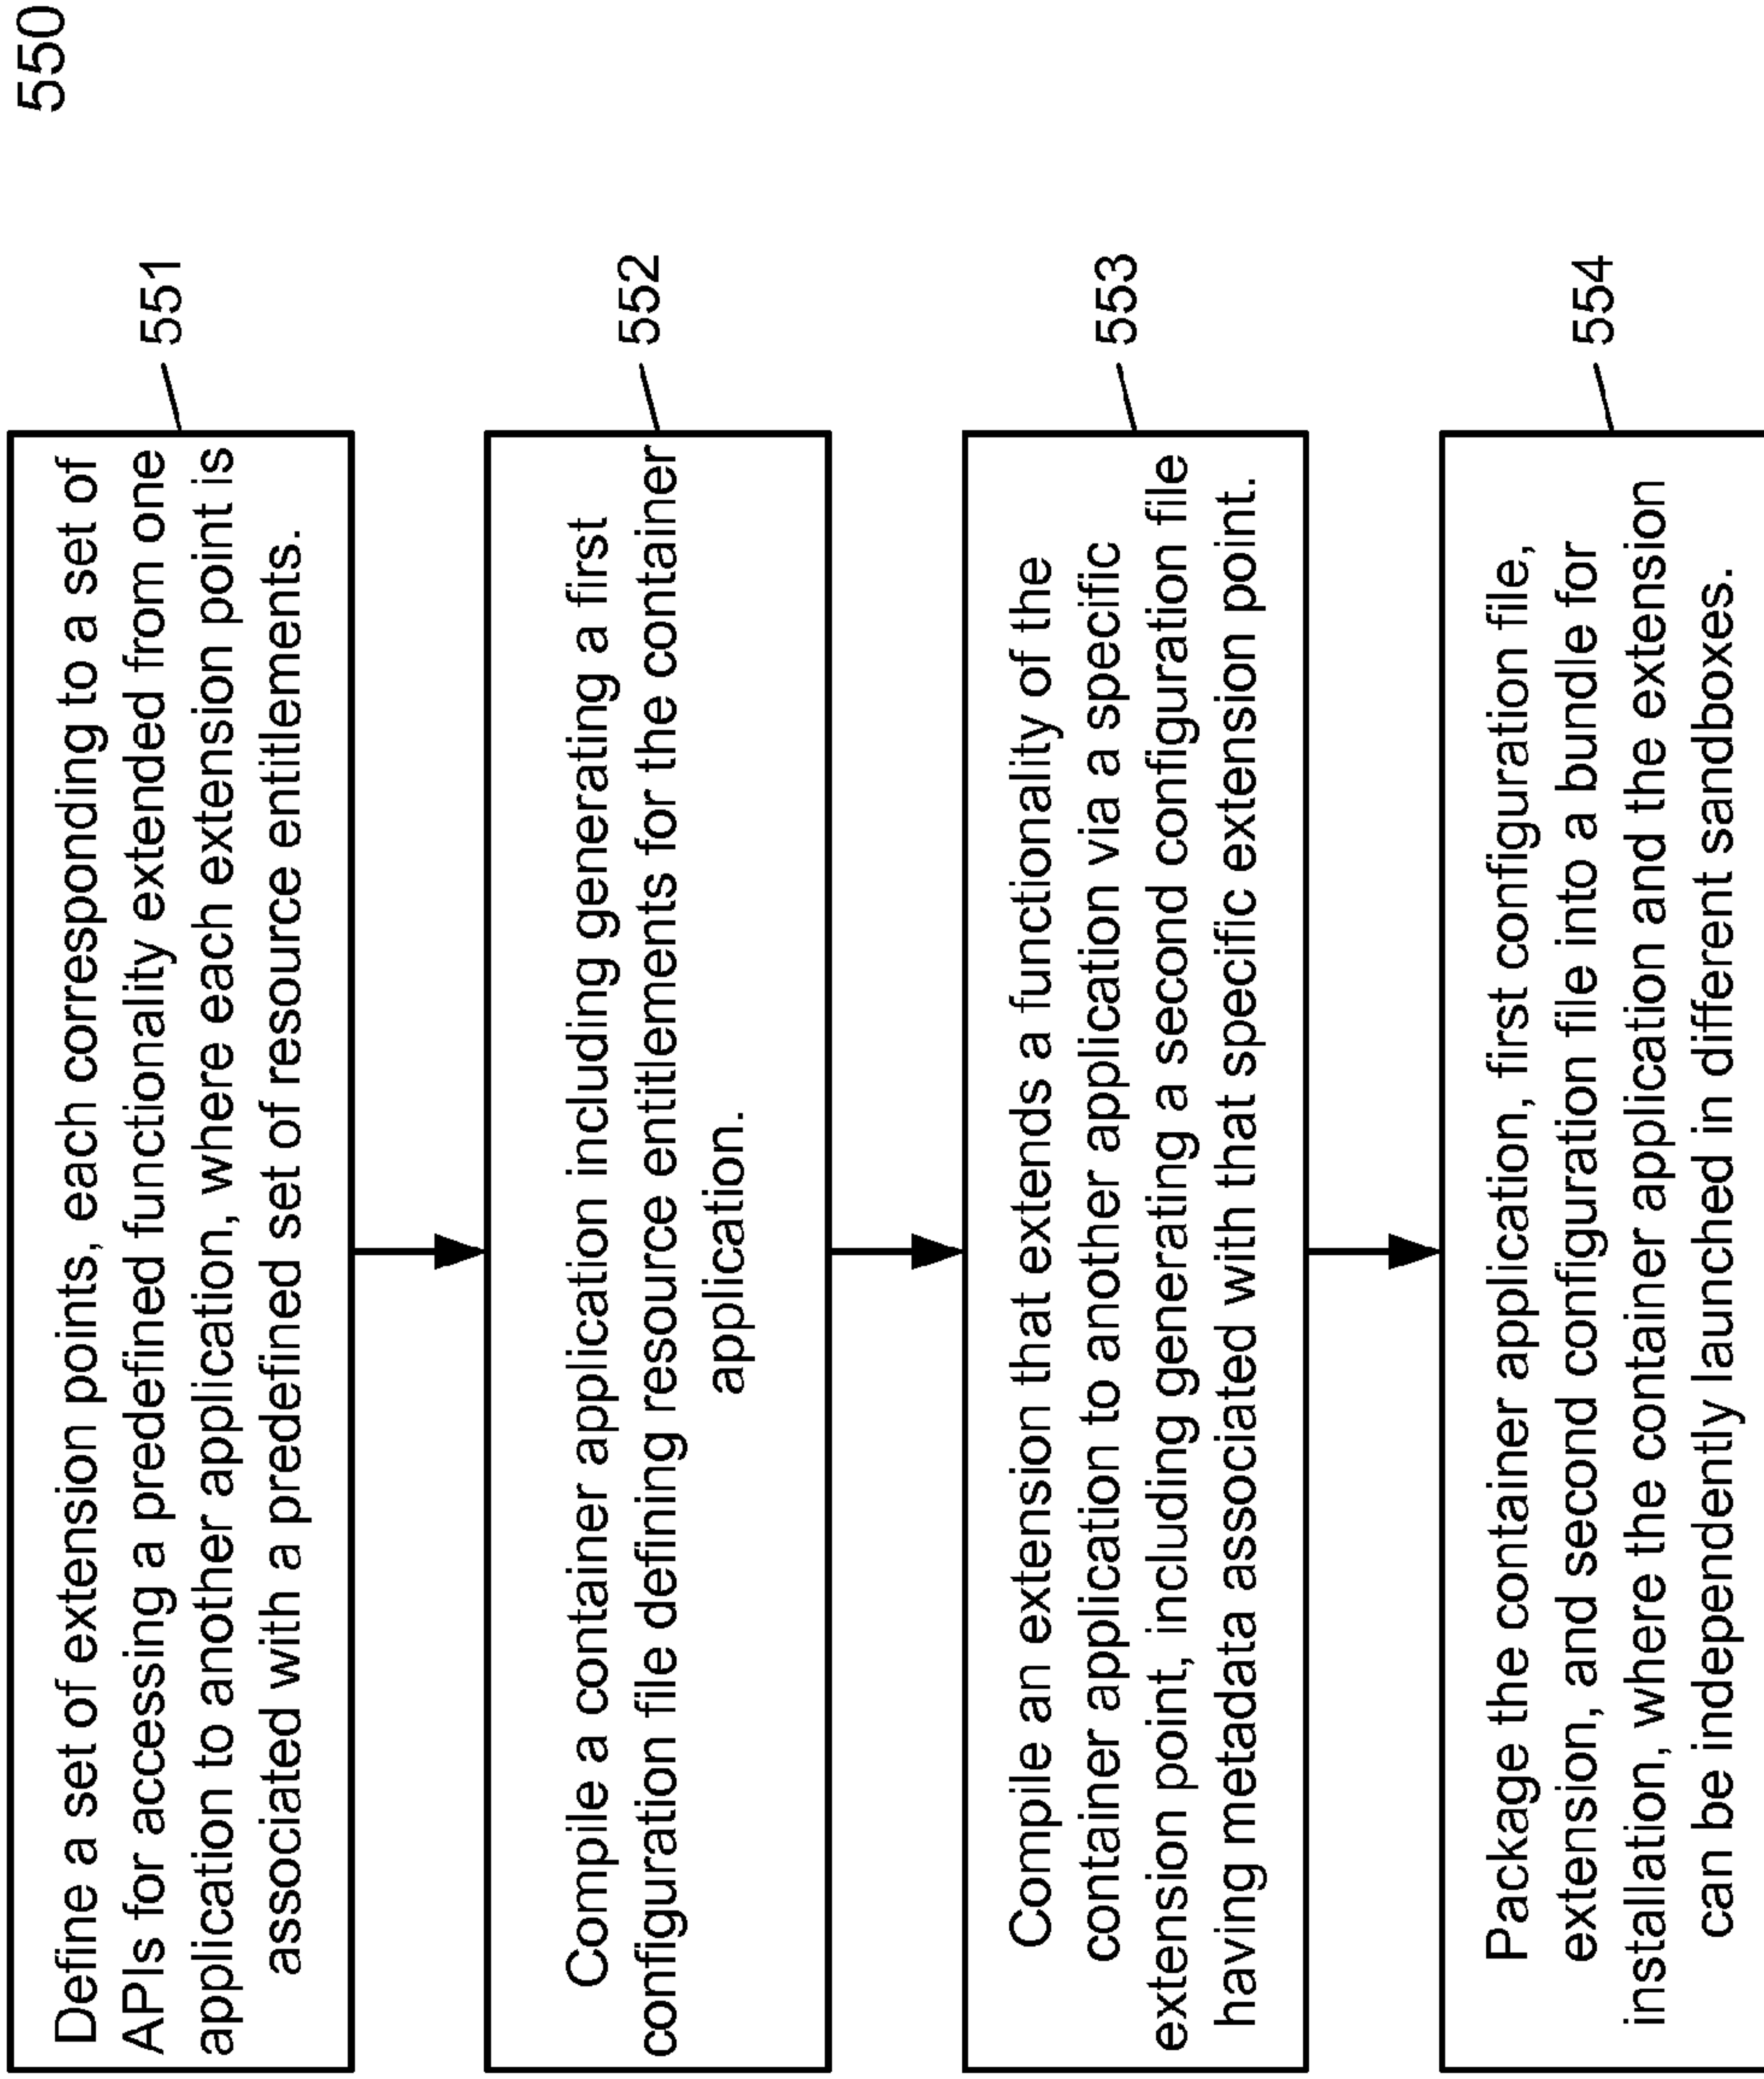 550
Define a set of extension points, each corresponding to a set of
APIs for accessing a predefined functionality extended from one
application to another application, where each extension point is
associated with a predefined set of resource entitlements.
551
Compile a container application including generating a first
configuration file defining resource entitlements for the container
application.
552
Compile an extension that extends a functionality of the
container application to another application via a specific
extension point, including generating a second configuration file
having metadata associated with that specific extension point.
553
Package the container application, first configuration file,
extension, and second configuration file into a bundle for
installation, where the container application and the extension
can be independently launched in different sandboxes.
554